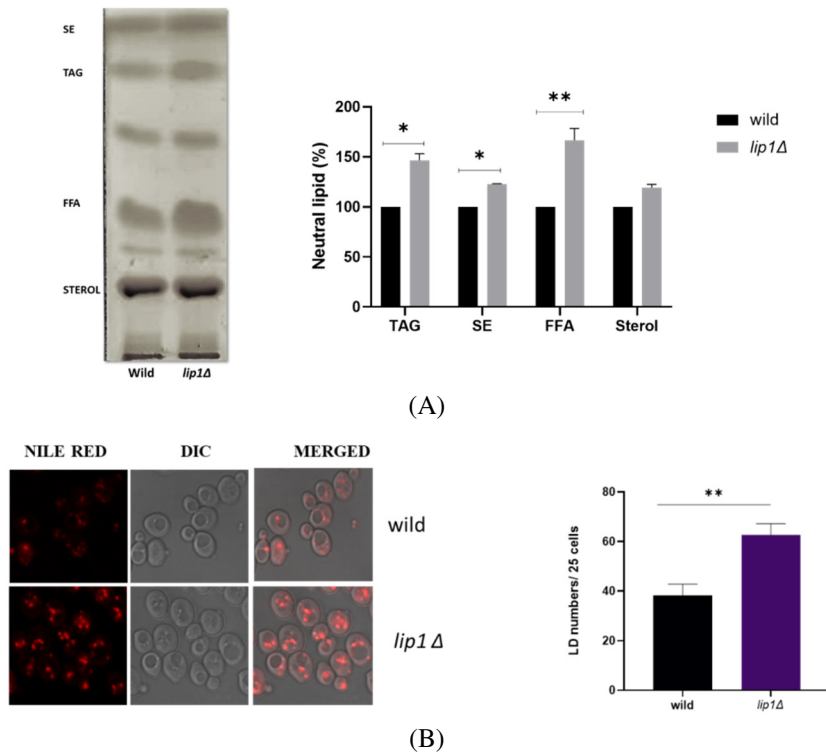 SE
TAG
FFA
STEROL
Wild lip1Δ
Neutral lipid (%)
200
150
100
50
0
* * **
TAG SE FFA Sterol
wild
lip1Δ
(A)
NILE RED DIC MERGED
wild
lip1Δ
LD numbers/ 25 cells
80
60
40
20
0
**
wild lip1Δ
(B)